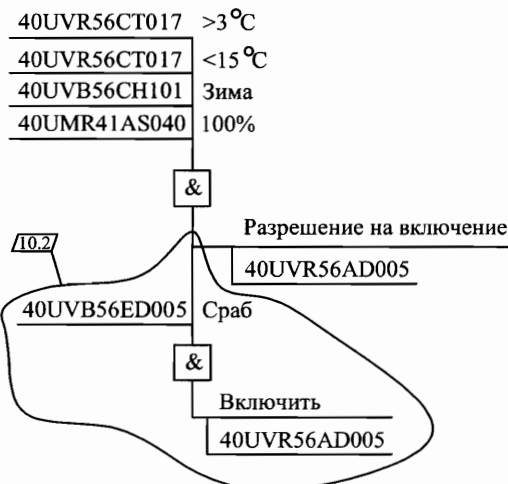 40UVR56CT017 >3°C
40UVR56CT017 <15°C
40UVB56CH101 Зима
40UMR41AS040 100%
&
Разрешение на включение
10.2
40UVR56AD005
40UVB56ED005 Сраб
&
Включить
40UVR56AD005